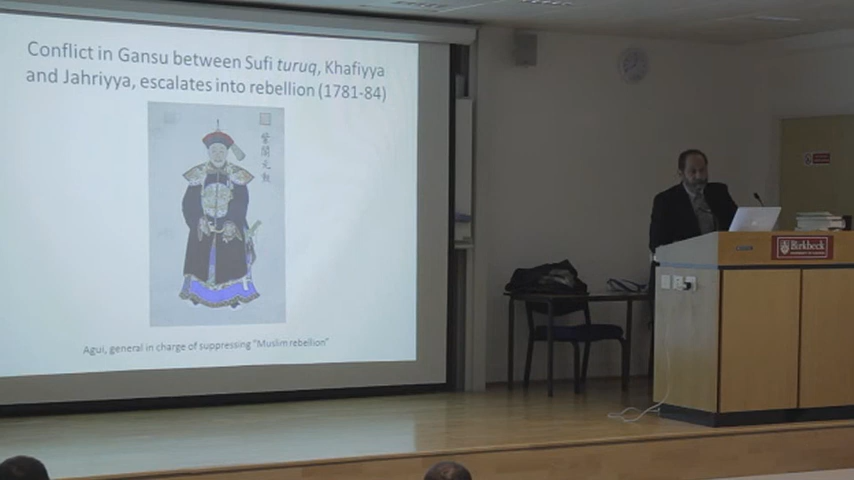 Conflict in Gansu between Sufi turuq, Khafiyya
and Jahriyya, escalates into rebellion (1781-84)
Agui, general in charge of suppressing "Muslim rebellion"
Birkbeck